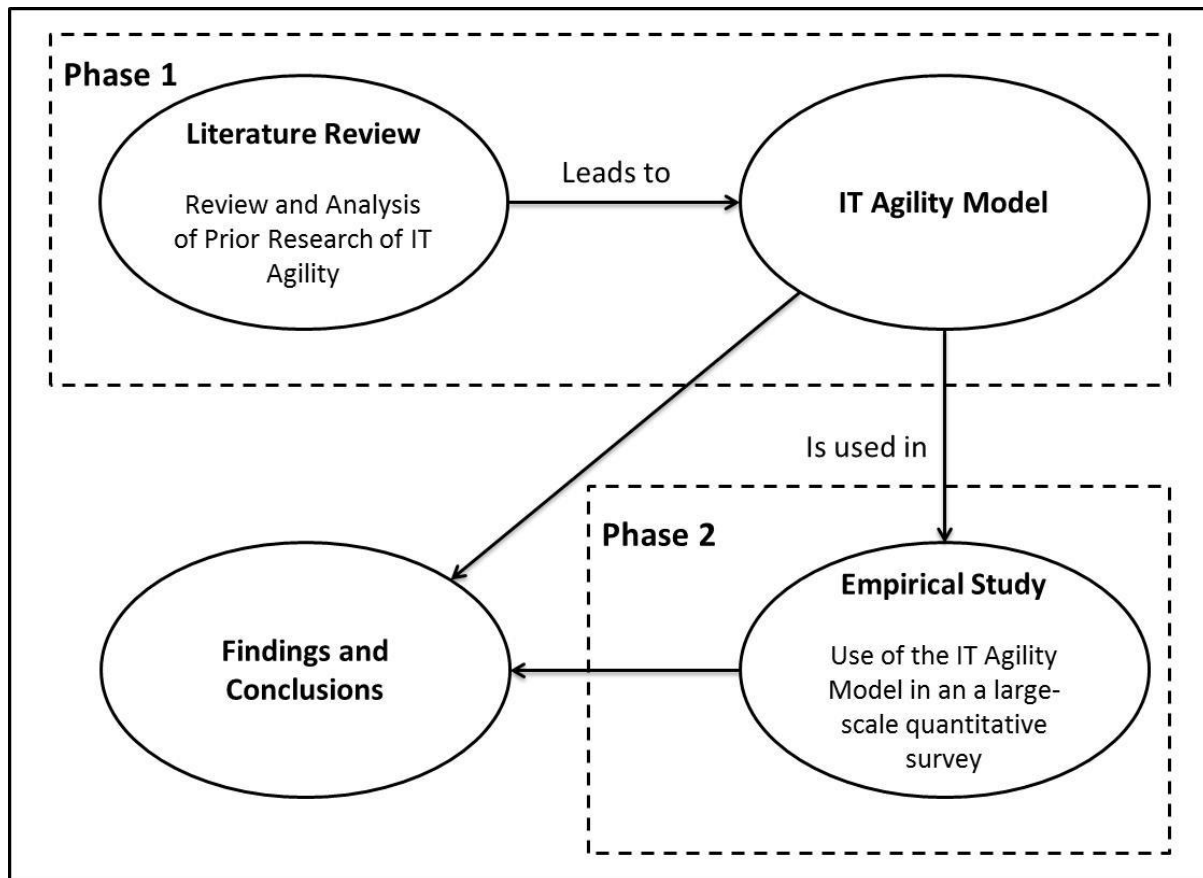 Phase 1
Literature Review
Review and Analysis
of Prior Research of IT
Agility
Leads to
IT Agility Model
Is used in
Phase 2
Empirical Study
Use of the IT Agility
Model in an a large-
scale quantitative
survey
Findings and
Conclusions